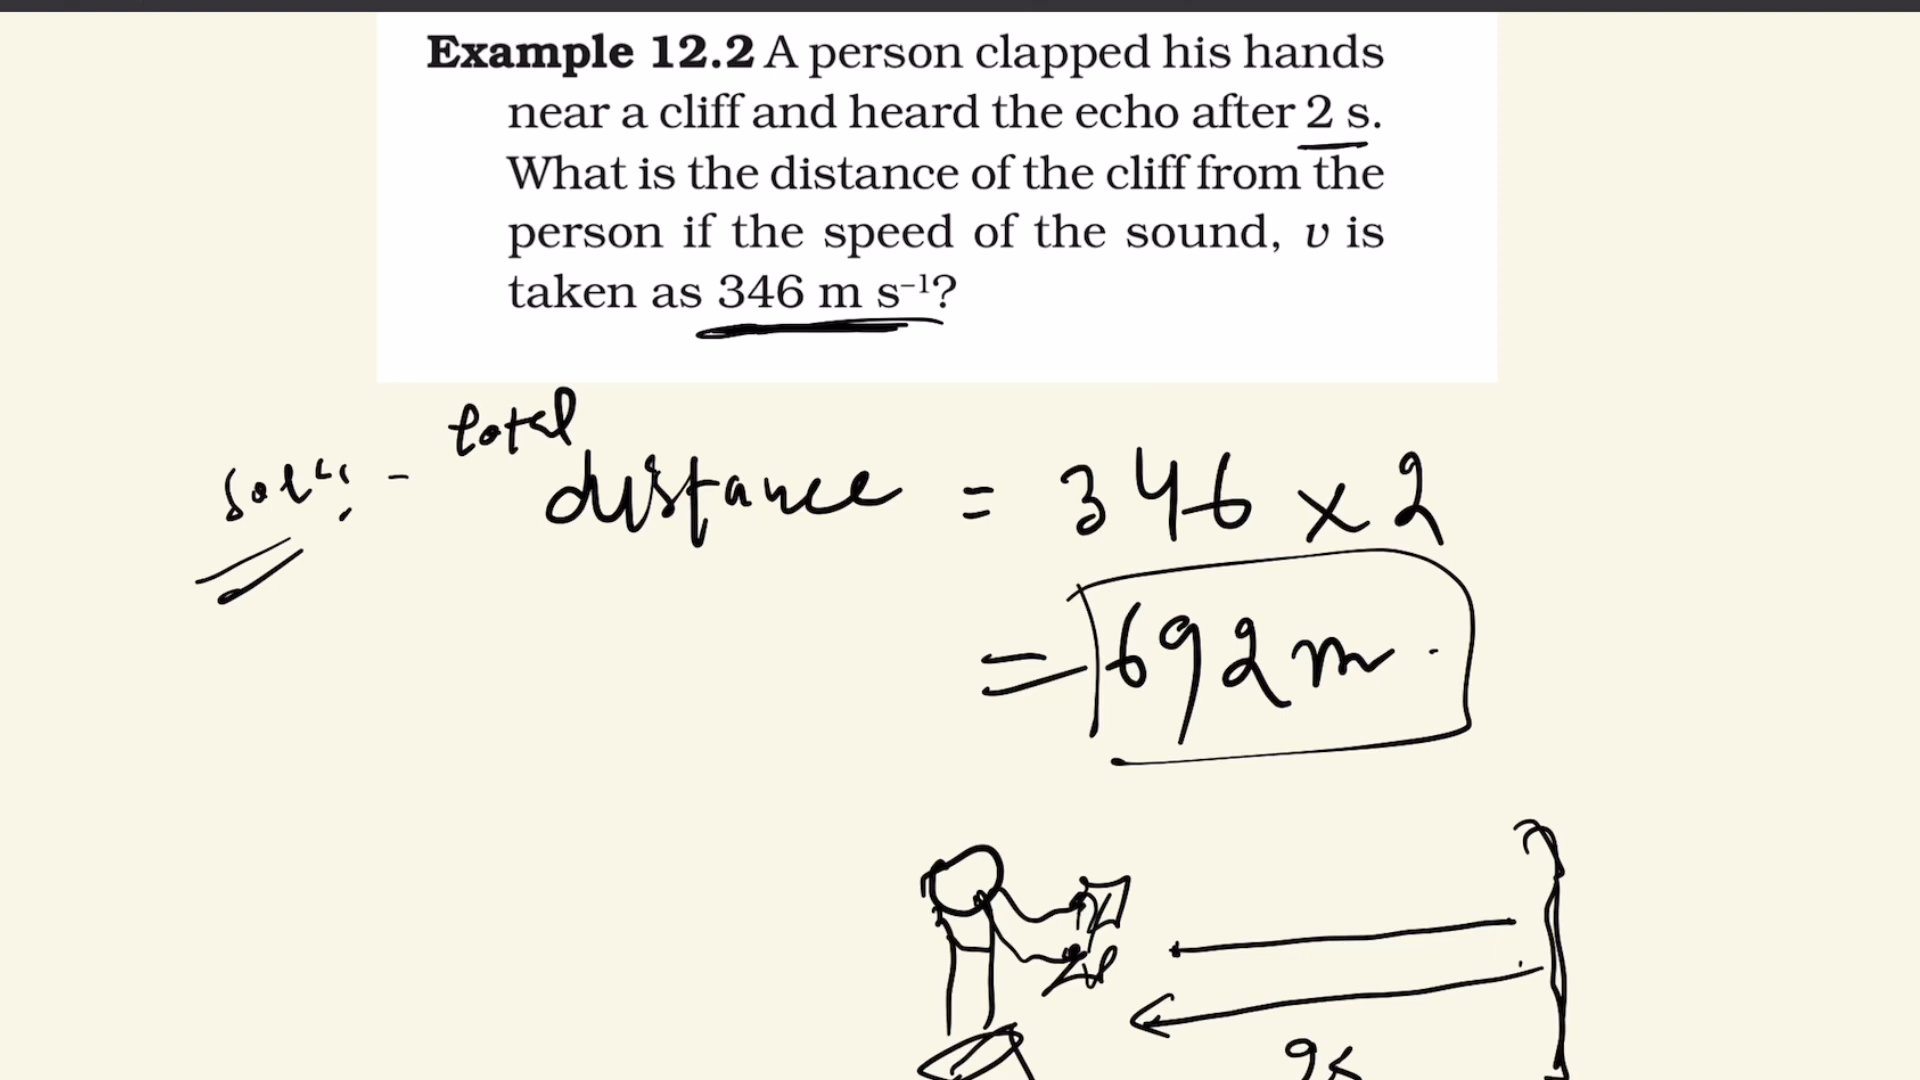 Example 12.2 A person clapped his hands
near a cliff and heard the echo after 2 s.
What is the distance of the cliff from the
person if the speed of the sound, v is
taken as 346 m s⁻¹?
total
distance = 346 × 2
= 692 m.